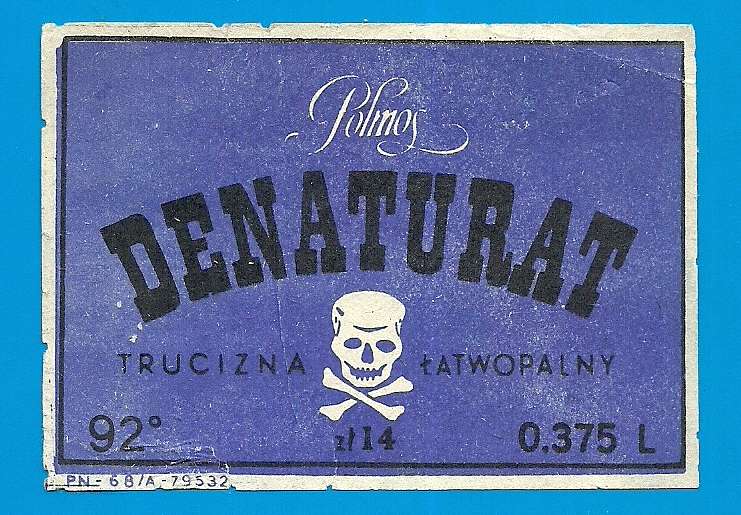 Polmos
DENATURAT
TRUCIZNA ŁATWOPALNY
92° zł 14 0.375 L
PN-68/A-79532